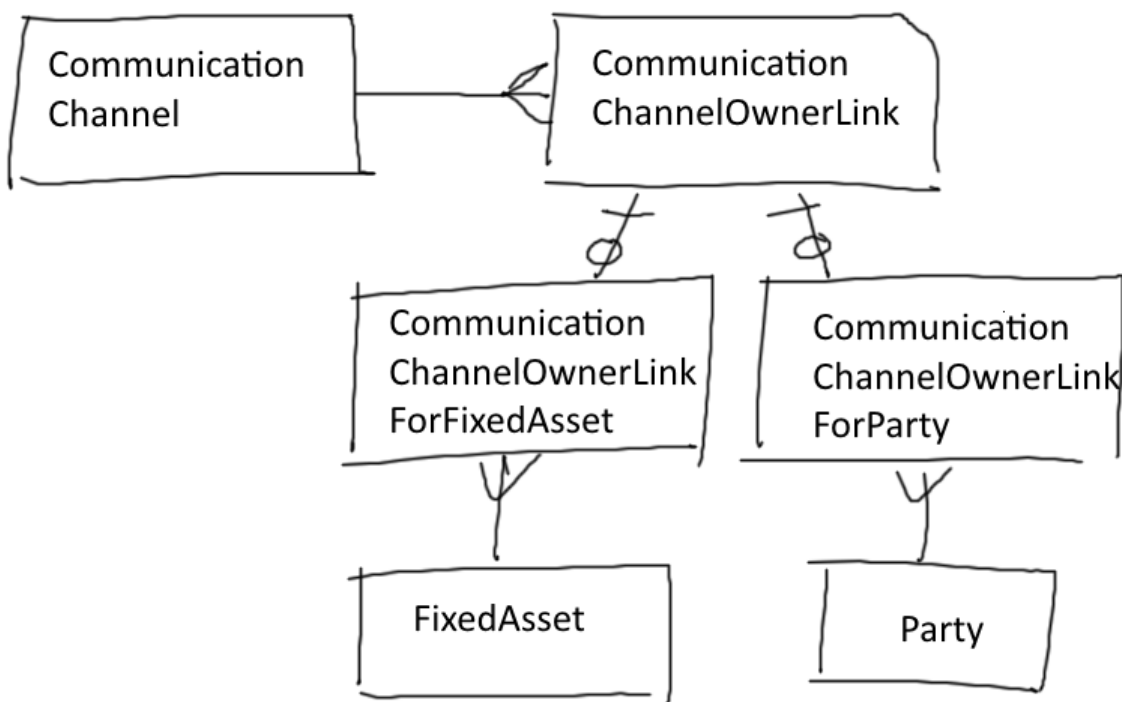 Communication
Channel
Communication
ChannelOwnerLink
Communication
ChannelOwnerLink
ForFixedAsset
Communication
ChannelOwnerLink
ForParty
FixedAsset
Party